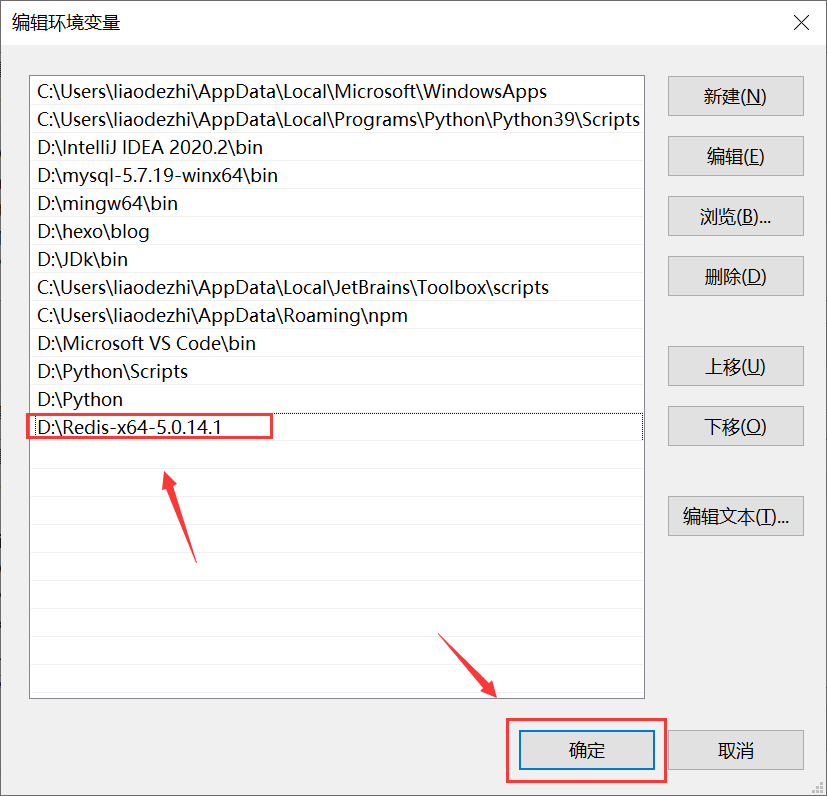 编辑环境变量
C:\Users\liaodezhi\AppData\Local\Microsoft\WindowsApps
C:\Users\liaodezhi\AppData\Local\Programs\Python\Python39\Scripts
D:\IntelliJ IDEA 2020.2\bin
D:\mysql-5.7.19-winx64\bin
D:\mingw64\bin
D:\hexo\blog
D:\JDk\bin
C:\Users\liaodezhi\AppData\Local\JetBrains\Toolbox\scripts
C:\Users\liaodezhi\AppData\Roaming\npm
D:\Microsoft VS Code\bin
D:\Python\Scripts
D:\Python
D:\Redis-x64-5.0.14.1
新建(N)
编辑(E)
浏览(B)...
删除(D)
上移(U)
下移(O)
编辑文本(T)...
确定
取消